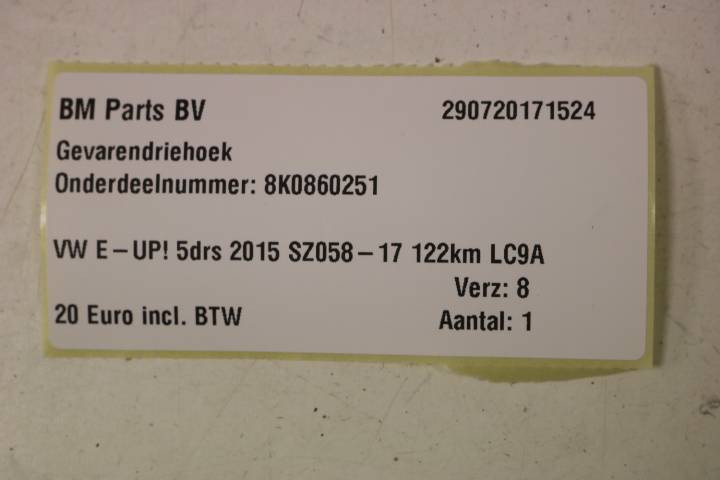 BM Parts BV 290720171524
Gevarendriehoek
Onderdeelnummer: 8K0860251
VW E-UP! 5drs 2015 SZ058-17 122km LC9A
Verz: 8
20 Euro incl. BTW Aantal: 1